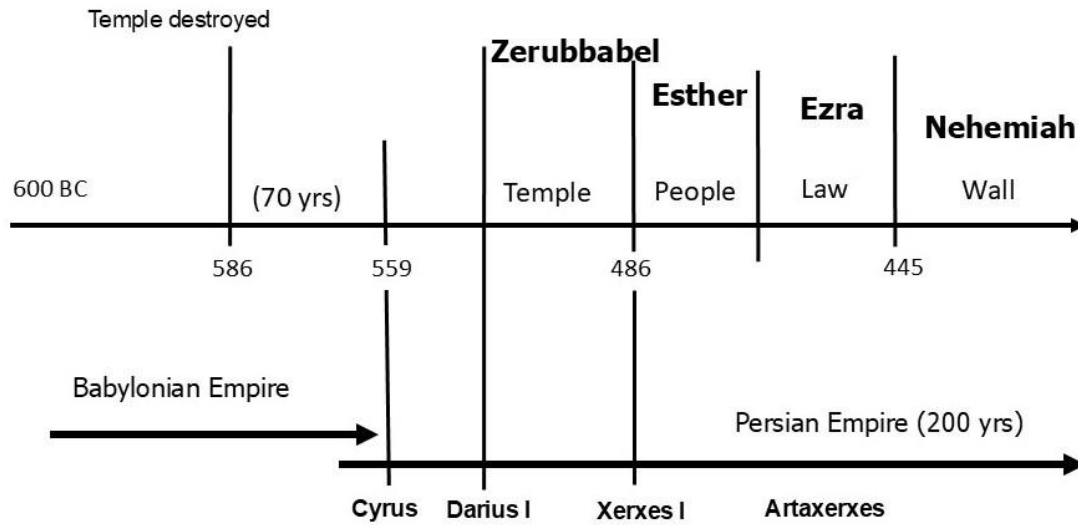 Temple destroyed
Zerubbabel
Esther
Ezra
Nehemiah
600 BC
(70 yrs)
Temple
People
Law
Wall
586
559
486
445
Babylonian Empire
Persian Empire (200 yrs)
Cyrus
Darius I
Xerxes I
Artaxerxes